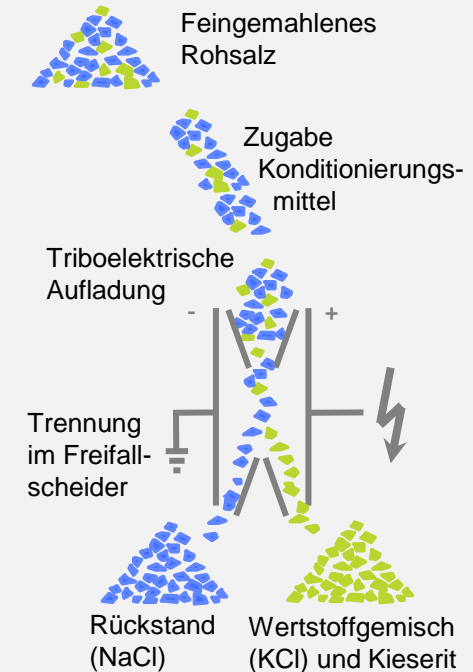 Feingemahlenes
Rohsalz
Zugabe
Konditionierungs-
mittel
Triboelektrische
Aufladung
- +
Trennung
im Freifall-
scheider
Rückstand
(NaCl)
Wertstoffgemisch
(KCl) und Kieserit